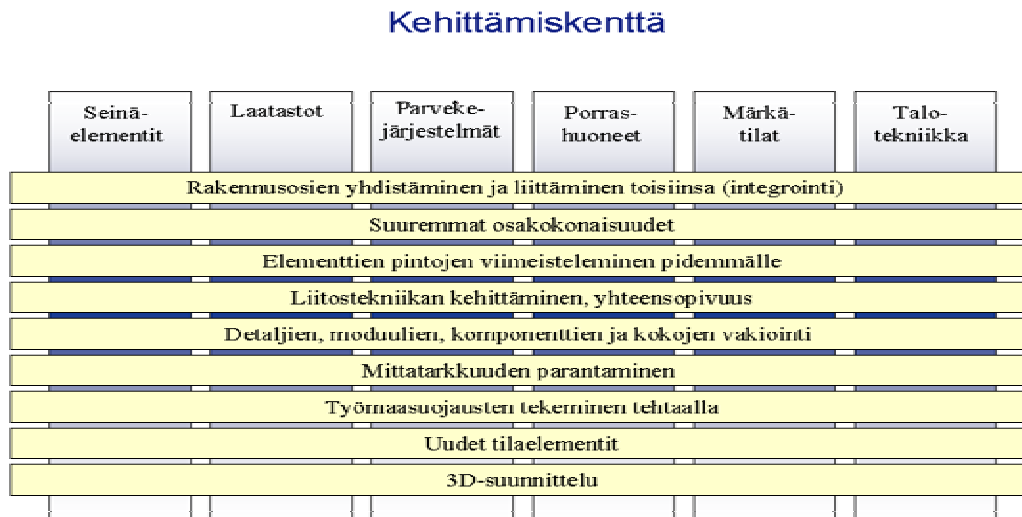 Kehittämiskenttä
Seinä-
elementit
Laatastot
Parveke-
järjestelmät
Porras-
huoneet
Märkä-
tilat
Talo-
tekniikka
Rakennusosien yhdistäminen ja liittäminen toisiinsa (integrointi)
Suuremmat osakokonaisuudet
Elementtien pintojen viimeisteleminen pidemmälle
Liitostekniikan kehittäminen, yhteensopivuus
Detaljien, moduulien, komponenttien ja kokojen vakiointi
Mittatarkkuuden parantaminen
Työmaasuojausten tekeminen tehtaalla
Uudet tilaelementit
3D-suunnittelu